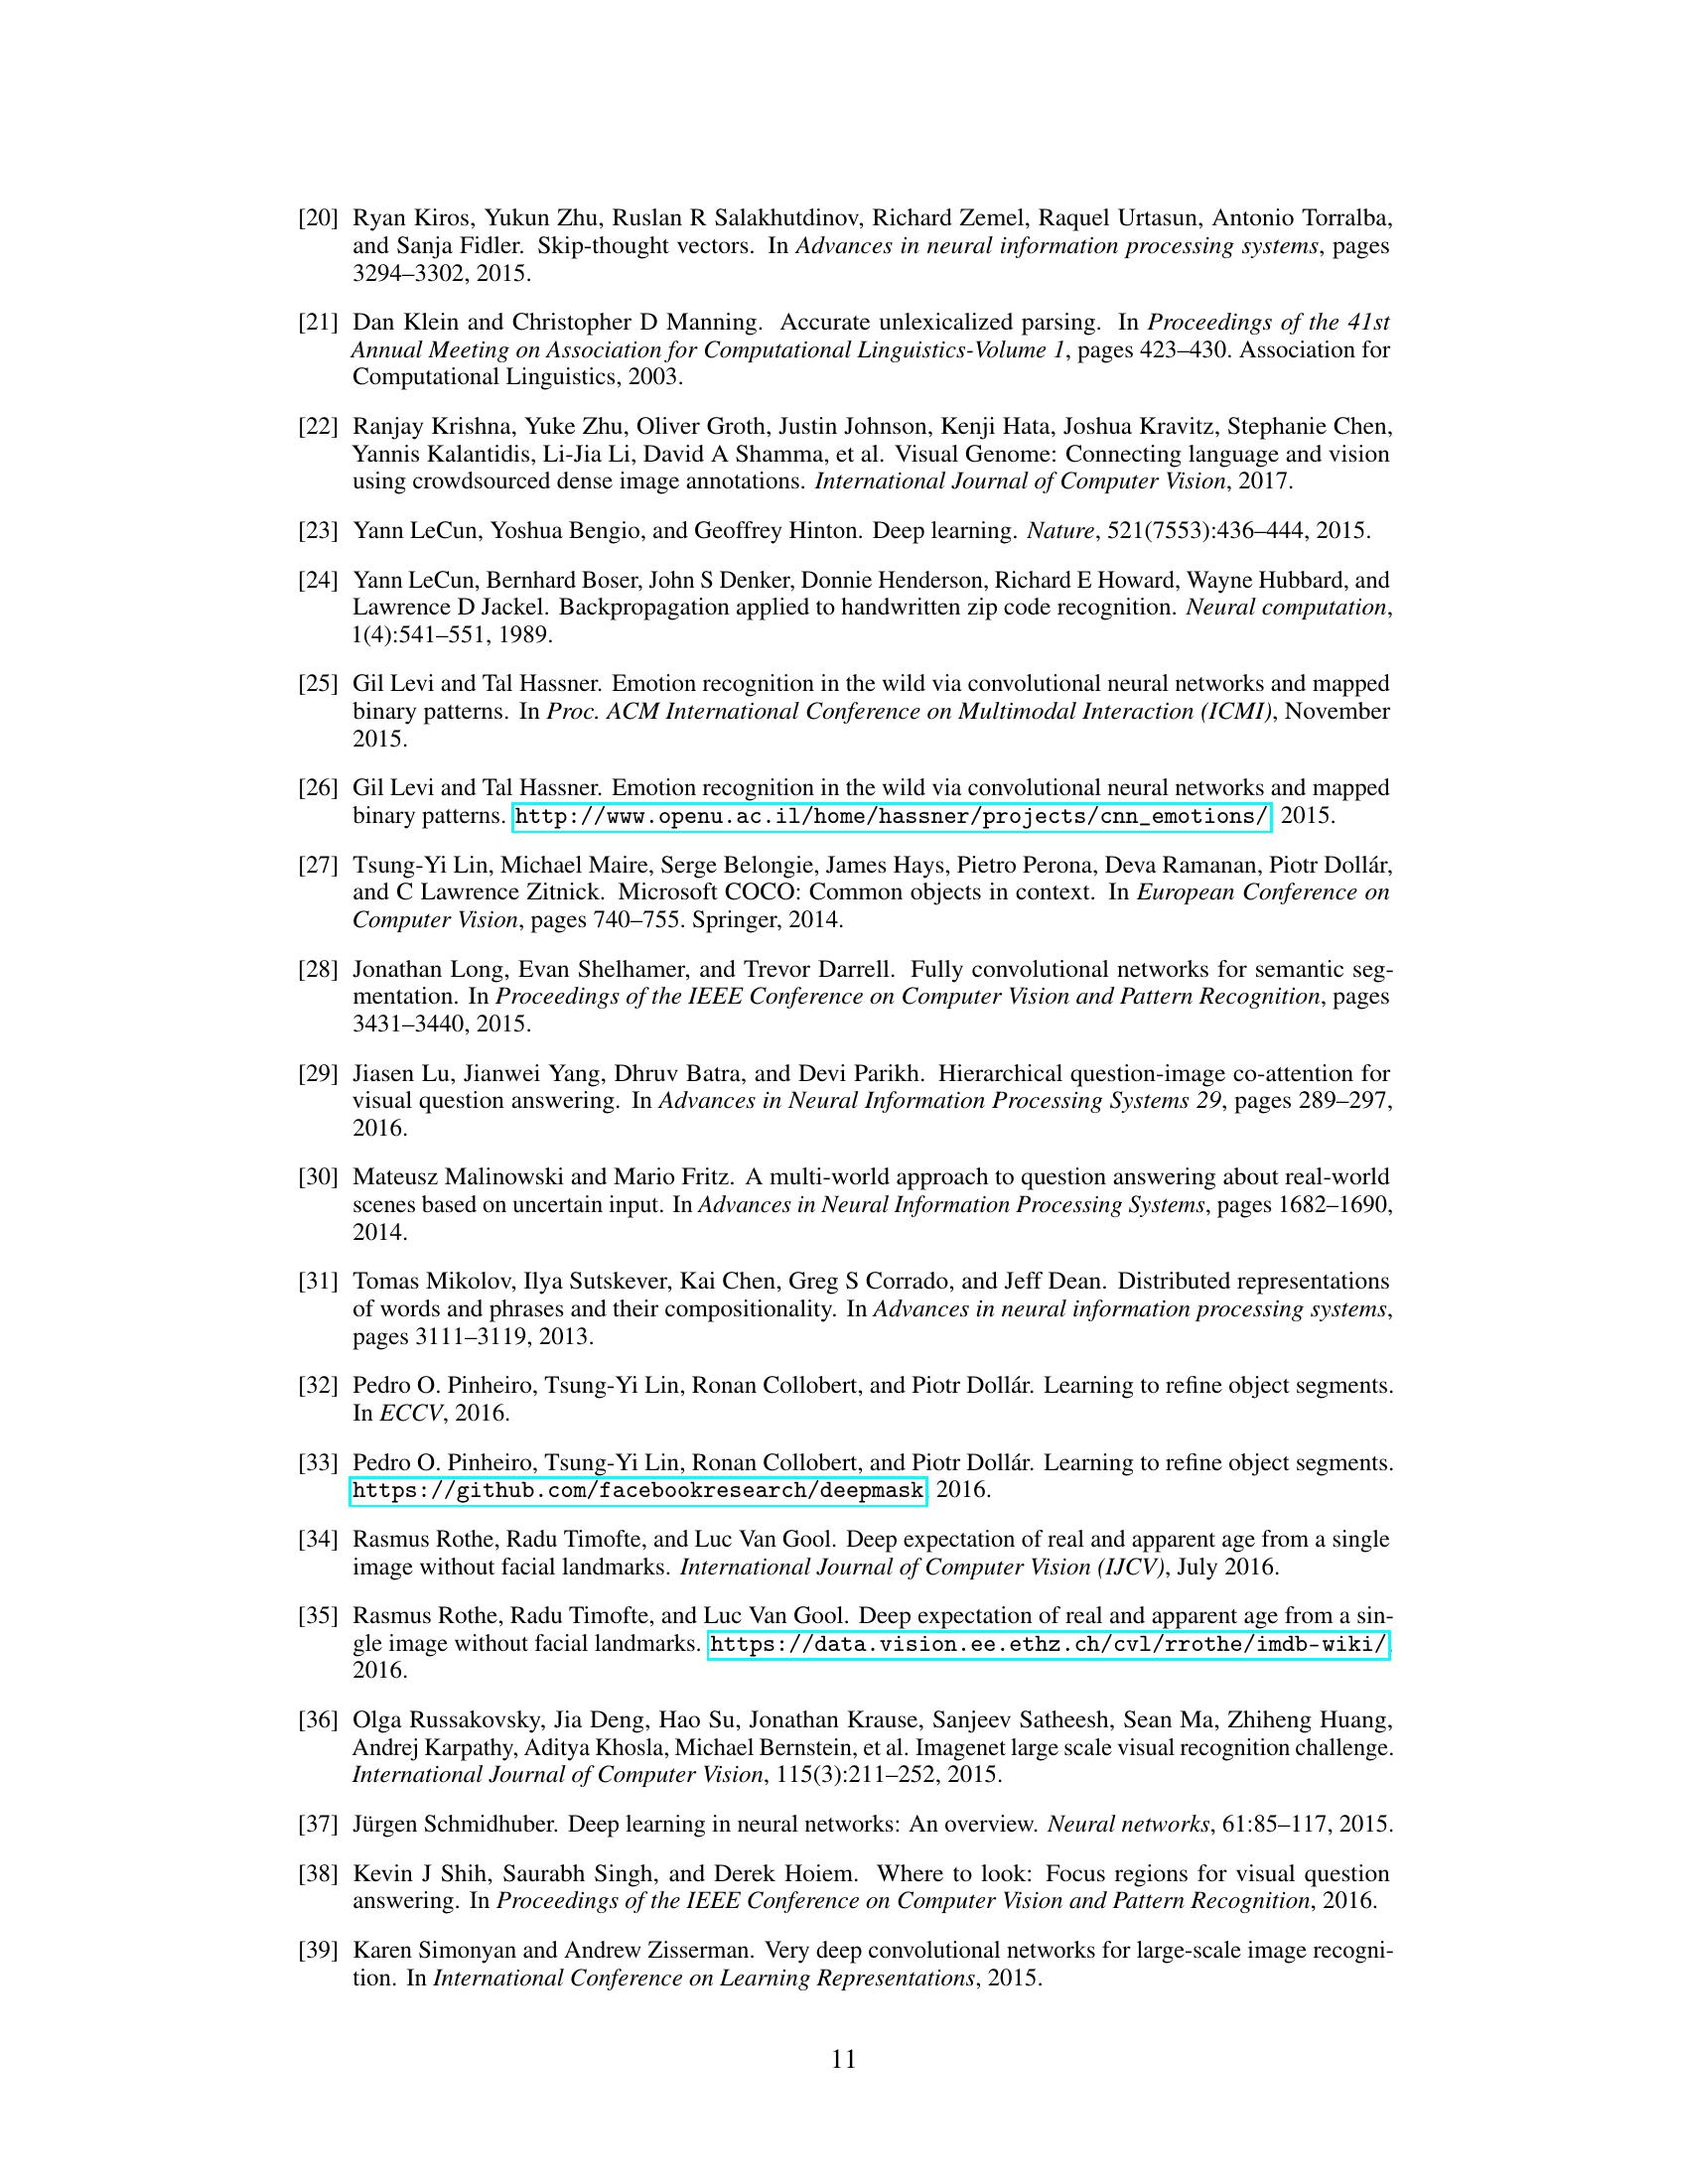 [20] Ryan Kiros, Yukun Zhu, Ruslan R Salakhutdinov, Richard Zemel, Raquel Urtasun, Antonio Torralba,
and Sanja Fidler. Skip-thought vectors. In Advances in neural information processing systems, pages
3294–3302, 2015.
[21] Dan Klein and Christopher D Manning. Accurate unlexicalized parsing. In Proceedings of the 41st
Annual Meeting on Association for Computational Linguistics-Volume 1, pages 423–430. Association for
Computational Linguistics, 2003.
[22] Ranjay Krishna, Yuke Zhu, Oliver Groth, Justin Johnson, Kenji Hata, Joshua Kravitz, Stephanie Chen,
Yannis Kalantidis, Li-Jia Li, David A Shamma, et al. Visual Genome: Connecting language and vision
using crowdsourced dense image annotations. International Journal of Computer Vision, 2017.
[23] Yann LeCun, Yoshua Bengio, and Geoffrey Hinton. Deep learning. Nature, 521(7553):436–444, 2015.
[24] Yann LeCun, Bernhard Boser, John S Denker, Donnie Henderson, Richard E Howard, Wayne Hubbard, and
Lawrence D Jackel. Backpropagation applied to handwritten zip code recognition. Neural computation,
1(4):541–551, 1989.
[25] Gil Levi and Tal Hassner. Emotion recognition in the wild via convolutional neural networks and mapped
binary patterns. In Proc. ACM International Conference on Multimodal Interaction (ICMI), November
2015.
[26] Gil Levi and Tal Hassner. Emotion recognition in the wild via convolutional neural networks and mapped
binary patterns. http://www.openu.ac.il/home/hassner/projects/cnn_emotions/, 2015.
[27] Tsung-Yi Lin, Michael Maire, Serge Belongie, James Hays, Pietro Perona, Deva Ramanan, Piotr Dollár,
and C Lawrence Zitnick. Microsoft COCO: Common objects in context. In European Conference on
Computer Vision, pages 740–755. Springer, 2014.
[28] Jonathan Long, Evan Shelhamer, and Trevor Darrell. Fully convolutional networks for semantic seg-
mentation. In Proceedings of the IEEE Conference on Computer Vision and Pattern Recognition, pages
3431–3440, 2015.
[29] Jiasen Lu, Jianwei Yang, Dhruv Batra, and Devi Parikh. Hierarchical question-image co-attention for
visual question answering. In Advances in Neural Information Processing Systems 29, pages 289–297,
2016.
[30] Mateusz Malinowski and Mario Fritz. A multi-world approach to question answering about real-world
scenes based on uncertain input. In Advances in Neural Information Processing Systems, pages 1682–1690,
2014.
[31] Tomas Mikolov, Ilya Sutskever, Kai Chen, Greg S Corrado, and Jeff Dean. Distributed representations
of words and phrases and their compositionality. In Advances in neural information processing systems,
pages 3111–3119, 2013.
[32] Pedro O. Pinheiro, Tsung-Yi Lin, Ronan Collobert, and Piotr Dollár. Learning to refine object segments.
In ECCV, 2016.
[33] Pedro O. Pinheiro, Tsung-Yi Lin, Ronan Collobert, and Piotr Dollár. Learning to refine object segments.
https://github.com/facebookresearch/deepmask, 2016.
[34] Rasmus Rothe, Radu Timofte, and Luc Van Gool. Deep expectation of real and apparent age from a single
image without facial landmarks. International Journal of Computer Vision (IJCV), July 2016.
[35] Rasmus Rothe, Radu Timofte, and Luc Van Gool. Deep expectation of real and apparent age from a sin-
gle image without facial landmarks. https://data.vision.ee.ethz.ch/cvl/rrothe/imdb-wiki/,
2016.
[36] Olga Russakovsky, Jia Deng, Hao Su, Jonathan Krause, Sanjeev Satheesh, Sean Ma, Zhiheng Huang,
Andrej Karpathy, Aditya Khosla, Michael Bernstein, et al. Imagenet large scale visual recognition challenge.
International Journal of Computer Vision, 115(3):211–252, 2015.
[37] Jürgen Schmidhuber. Deep learning in neural networks: An overview. Neural networks, 61:85–117, 2015.
[38] Kevin J Shih, Saurabh Singh, and Derek Hoiem. Where to look: Focus regions for visual question
answering. In Proceedings of the IEEE Conference on Computer Vision and Pattern Recognition, 2016.
[39] Karen Simonyan and Andrew Zisserman. Very deep convolutional networks for large-scale image recogni-
tion. In International Conference on Learning Representations, 2015.
11